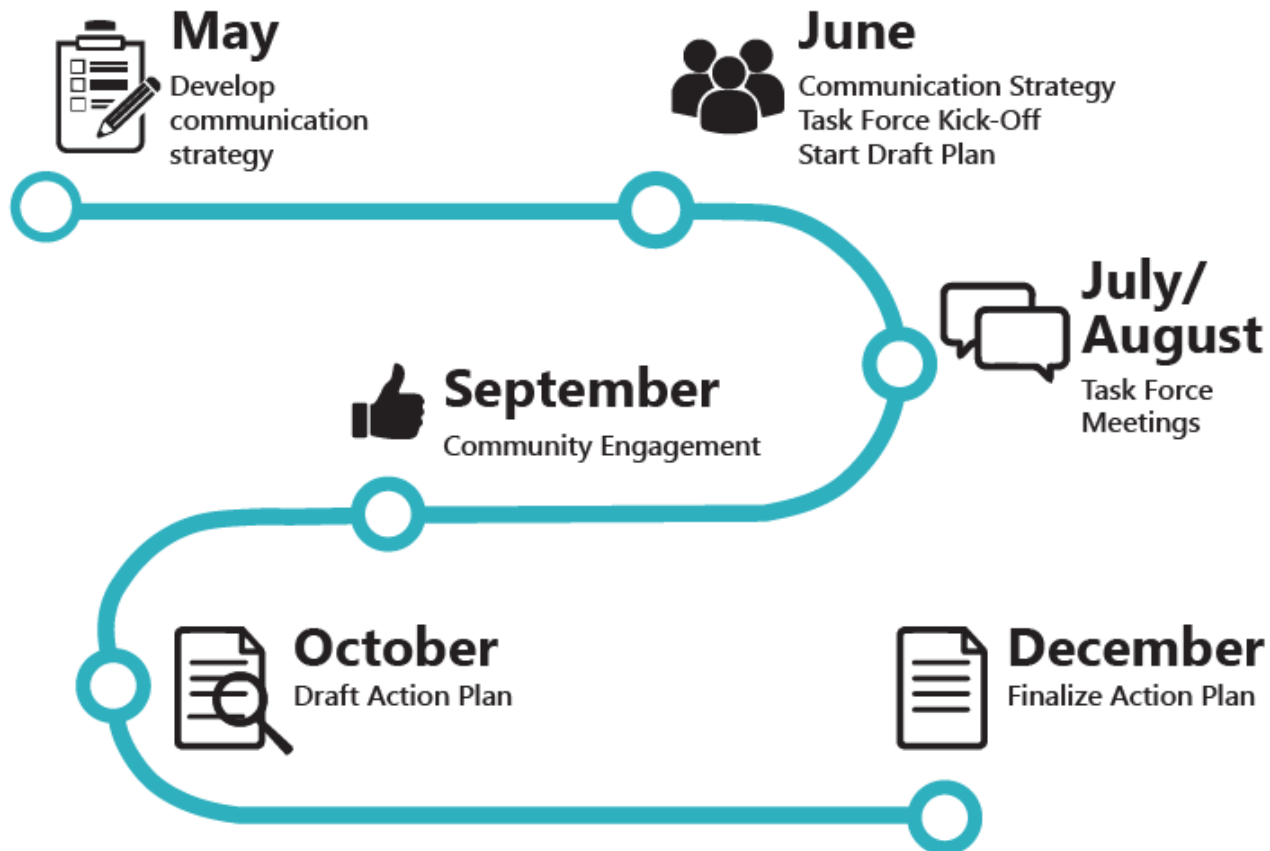 May
Develop
communication
strategy
June
Communication Strategy
Task Force Kick-Off
Start Draft Plan
July/
August
Task Force
Meetings
September
Community Engagement
October
Draft Action Plan
December
Finalize Action Plan